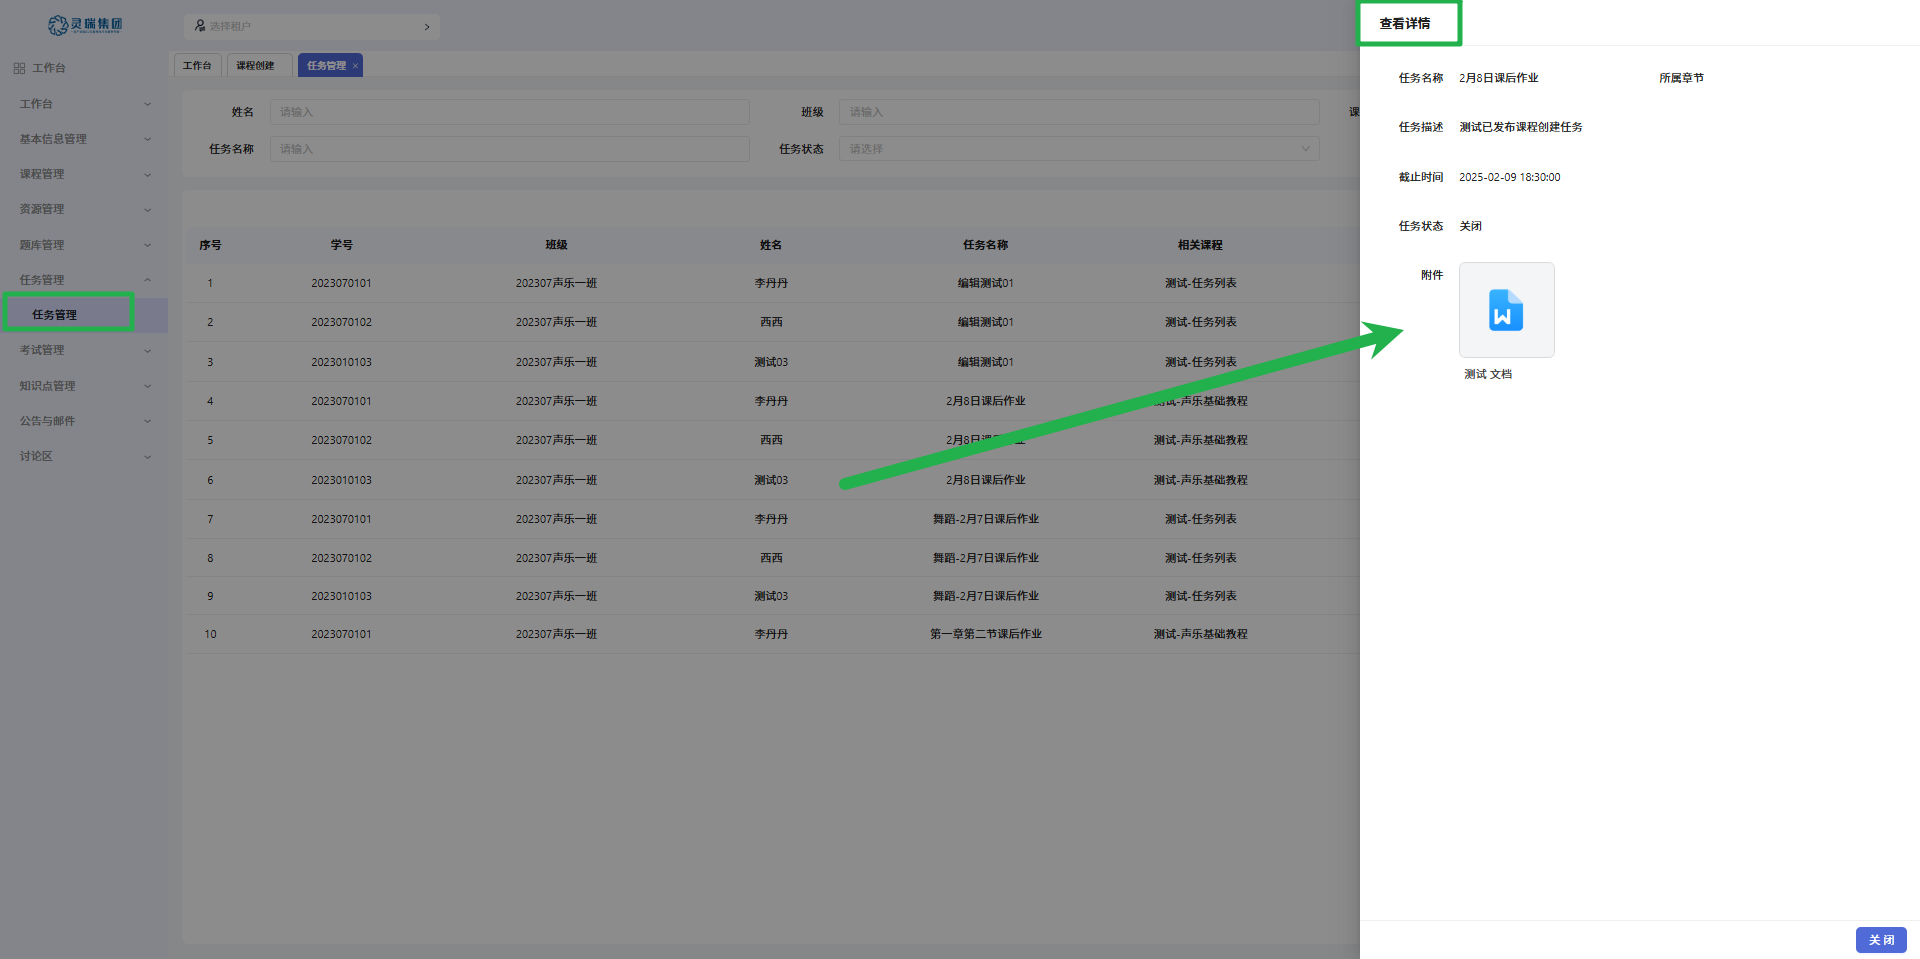 灵瑞集团
选择租户
工作台
课程创建
任务管理
工作台
工作台
基本信息管理
课程管理
资源管理
题库管理
任务管理
任务管理
考试管理
知识点管理
公告与邮件
讨论区
姓名 请输入 班级 请输入 课
任务名称 请输入 任务状态 请选择
序号 学号 班级 姓名 任务名称 相关课程
1 2023070101 202307声乐一班 李丹丹 编辑测试01 测试-任务列表
2 2023070102 202307声乐一班 西西 编辑测试01 测试-任务列表
3 2023010103 202307声乐一班 测试03 编辑测试01 测试-任务列表
4 2023070101 202307声乐一班 李丹丹 2月8日课后作业 测试-声乐基础教程
5 2023070102 202307声乐一班 西西 2月8日课后作业 测试-声乐基础教程
6 2023010103 202307声乐一班 测试03 2月8日课后作业 测试-声乐基础教程
7 2023070101 202307声乐一班 李丹丹 舞蹈-2月7日课后作业 测试-任务列表
8 2023070102 202307声乐一班 西西 舞蹈-2月7日课后作业 测试-任务列表
9 2023010103 202307声乐一班 测试03 舞蹈-2月7日课后作业 测试-任务列表
10 2023070101 202307声乐一班 李丹丹 第一章第二节课后作业 测试-声乐基础教程
查看详情
任务名称 2月8日课后作业 所属章节
任务描述 测试已发布课程创建任务
截止时间 2025-02-09 18:30:00
任务状态 关闭
附件
W
测试 文档
关 闭